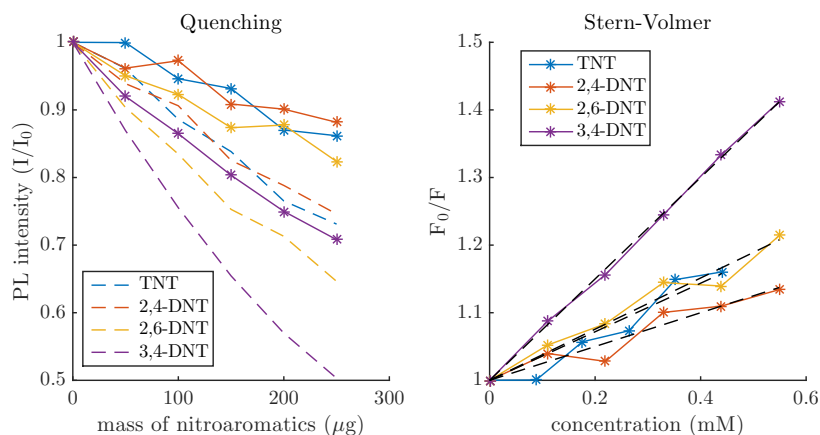 Quenching
PL intensity (I/I₀)
1
0.9
0.8
0.7
0.6
0.5
TNT
2,4-DNT
2,6-DNT
3,4-DNT
0
100
200
300
mass of nitroaromatics (μg)
Stern-Volmer
F₀/F
1.5
1.4
1.3
1.2
1.1
1
TNT
2,4-DNT
2,6-DNT
3,4-DNT
0
0.2
0.4
0.6
concentration (mM)